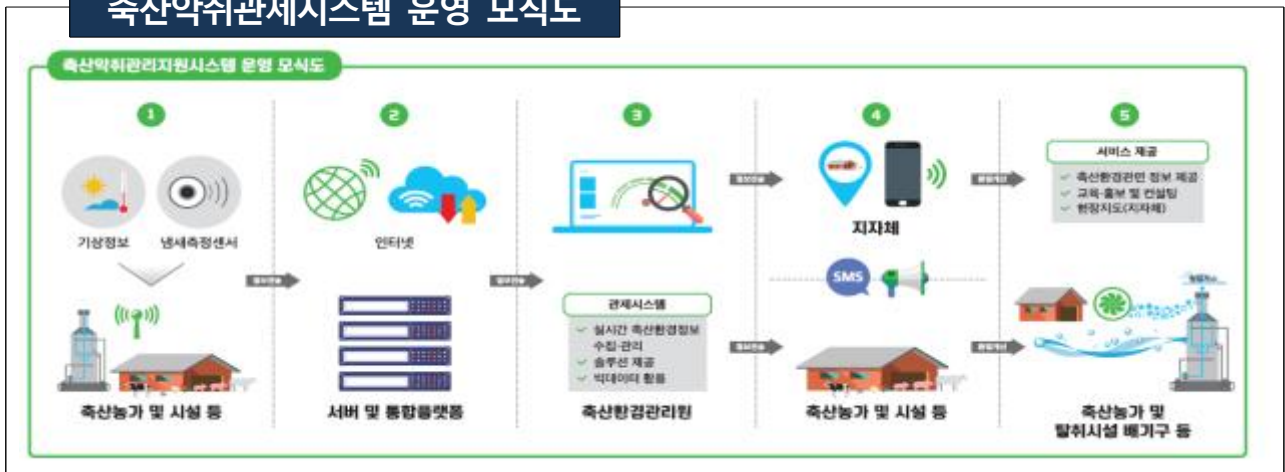 축산악취관제시스템 운영 모식도
축산악취관리지원시스템 운영 모식도
1
2
3
4
5
기상정보
냄새측정센서
축산농가 및 시설 등
인터넷
서버 및 통합플랫폼
관제시스템
실시간 축산환경정보
수집·관리
솔루션 제공
빅데이터 활용
축산환경관리원
지자체
SMS
축산농가 및 시설 등
서비스 제공
축산환경관련 정보 제공
교육·홍보 및 컨설팅
현장지도(지자체)
축산농가 및
탈취시설 배기구 등